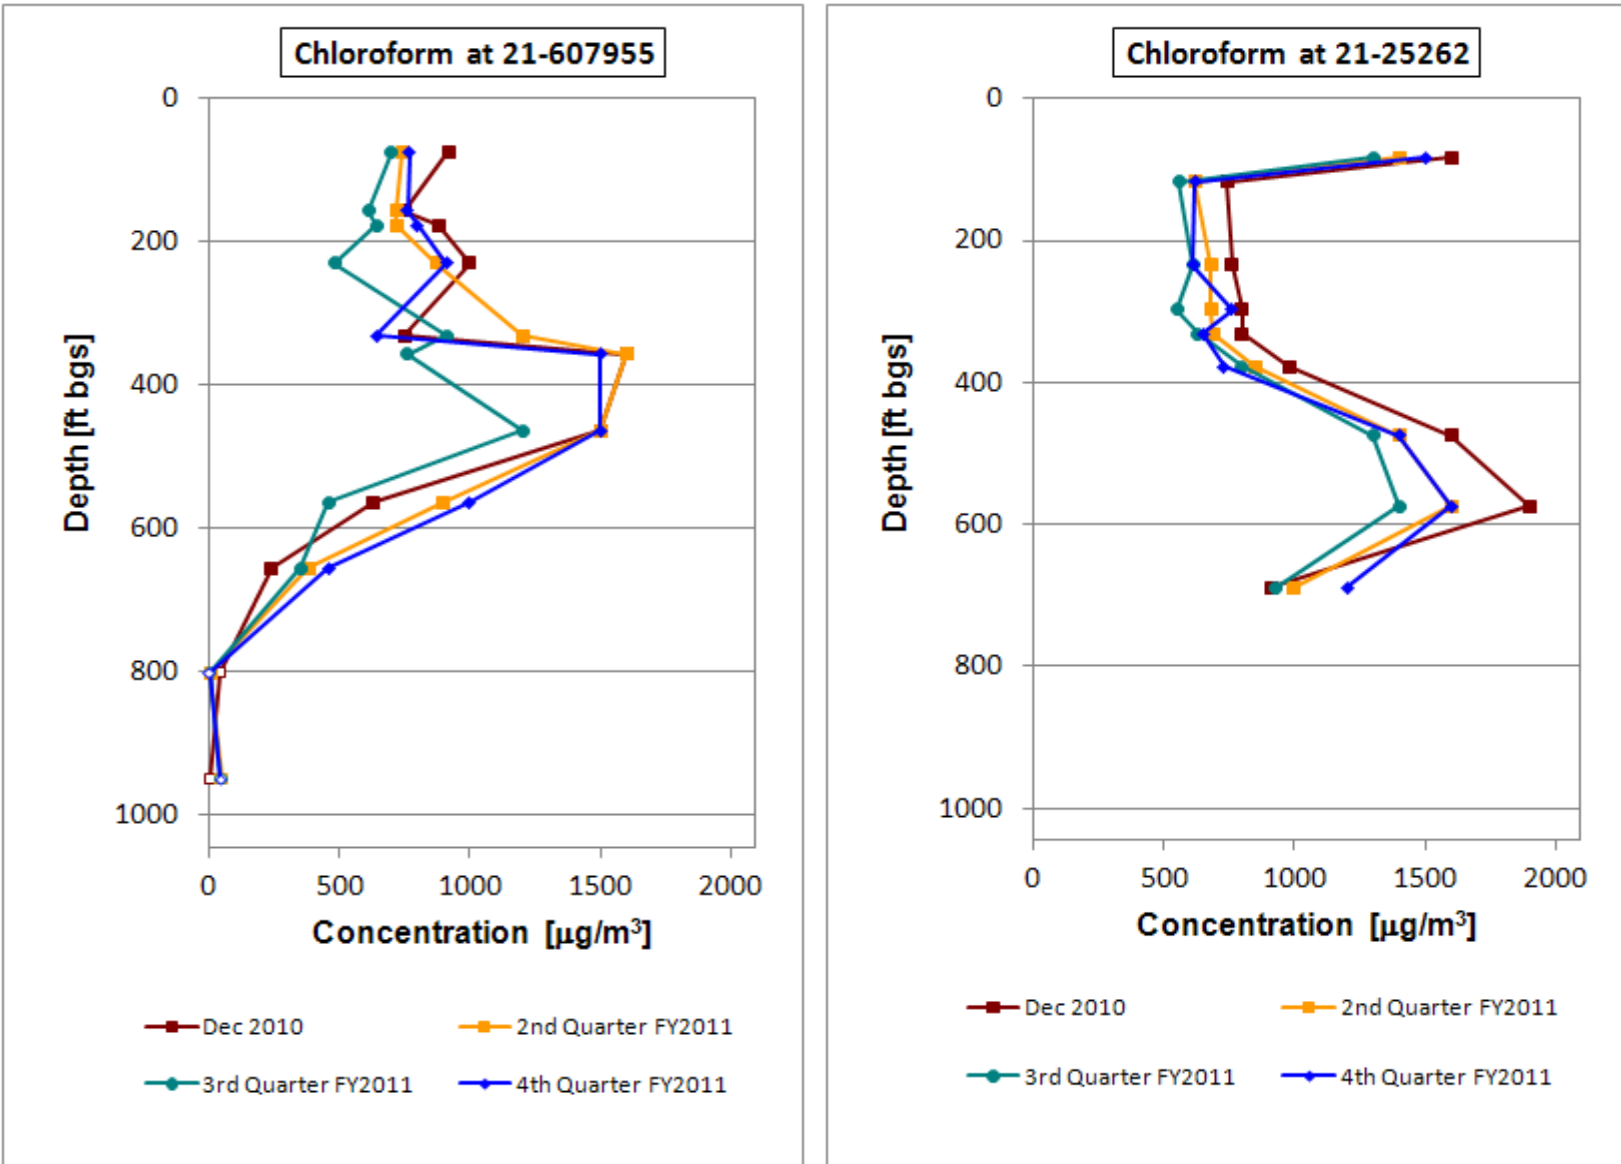 Chloroform at 21-607955
0
200
400
600
800
1000
Depth [ft bgs]
0 500 1000 1500 2000
Concentration [μg/m³]
Dec 2010
2nd Quarter FY2011
3rd Quarter FY2011
4th Quarter FY2011
Chloroform at 21-25262
0
200
400
600
800
1000
Depth [ft bgs]
0 500 1000 1500 2000
Concentration [μg/m³]
Dec 2010
2nd Quarter FY2011
3rd Quarter FY2011
4th Quarter FY2011